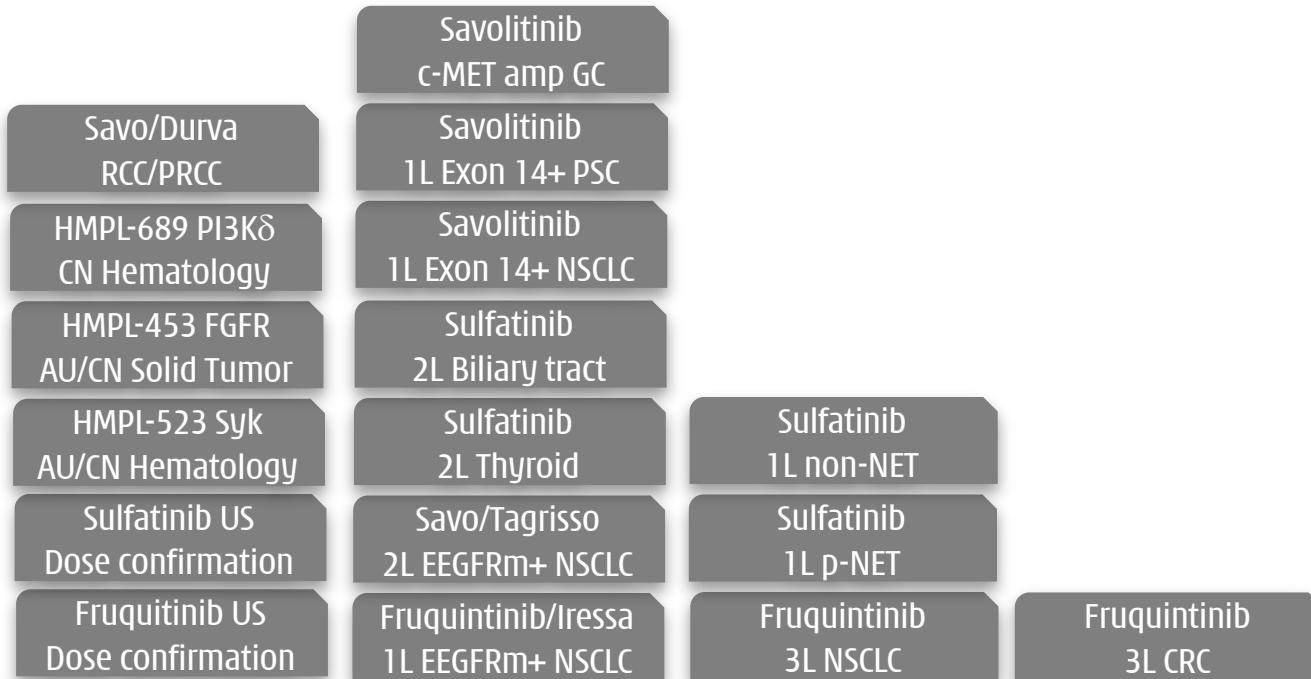 Savolitinib
c-MET amp GC
Savo/Durva
RCC/PRCC
Savolitinib
1L Exon 14+ PSC
HMPL-689 PI3Kδ
CN Hematology
Savolitinib
1L Exon 14+ NSCLC
HMPL-453 FGFR
AU/CN Solid Tumor
Sulfatinib
2L Biliary tract
HMPL-523 Syk
AU/CN Hematology
Sulfatinib
2L Thyroid
Sulfatinib
1L non-NET
Sulfatinib US
Dose confirmation
Savo/Tagrisso
2L EEGFRm+ NSCLC
Sulfatinib
1L p-NET
Fruquitinib US
Dose confirmation
Fruquintinib/Iressa
1L EEGFRm+ NSCLC
Fruquintinib
3L NSCLC
Fruquintinib
3L CRC